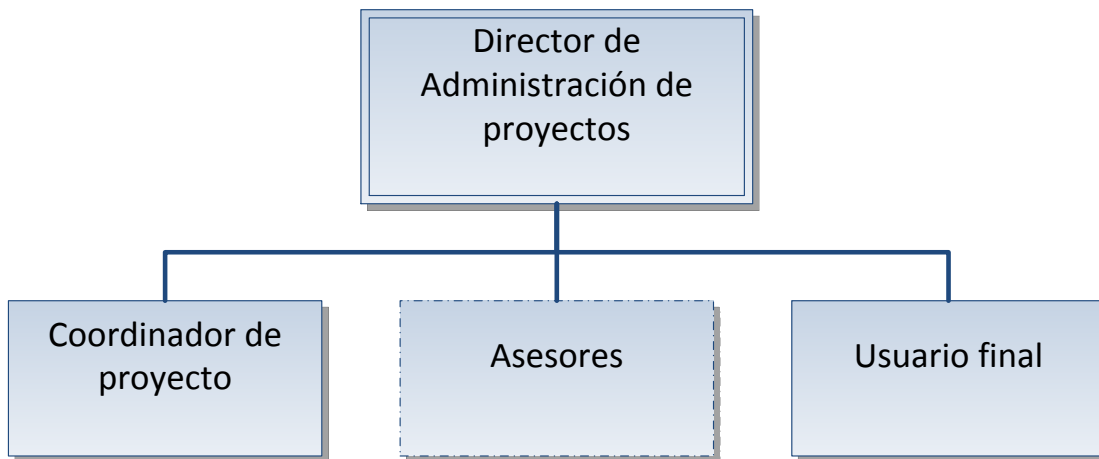 Director de
Administración de
proyectos
Coordinador de
proyecto
Asesores
Usuario final